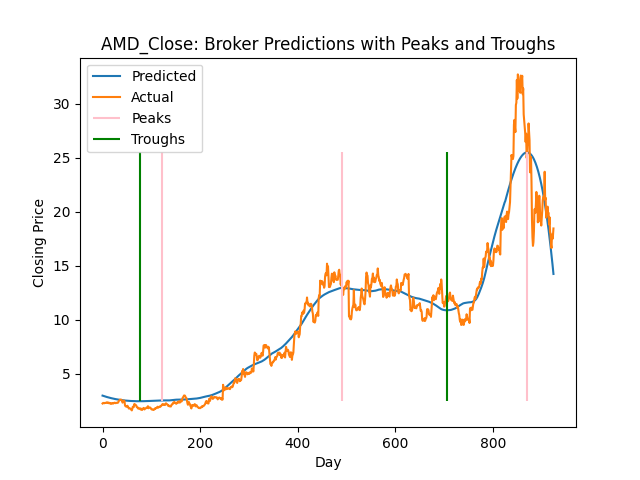 AMD_Close: Broker Predictions with Peaks and Troughs
Predicted
Actual
Peaks
Troughs
30
25
20
15
10
5
Closing Price
0 200 400 600 800
Day